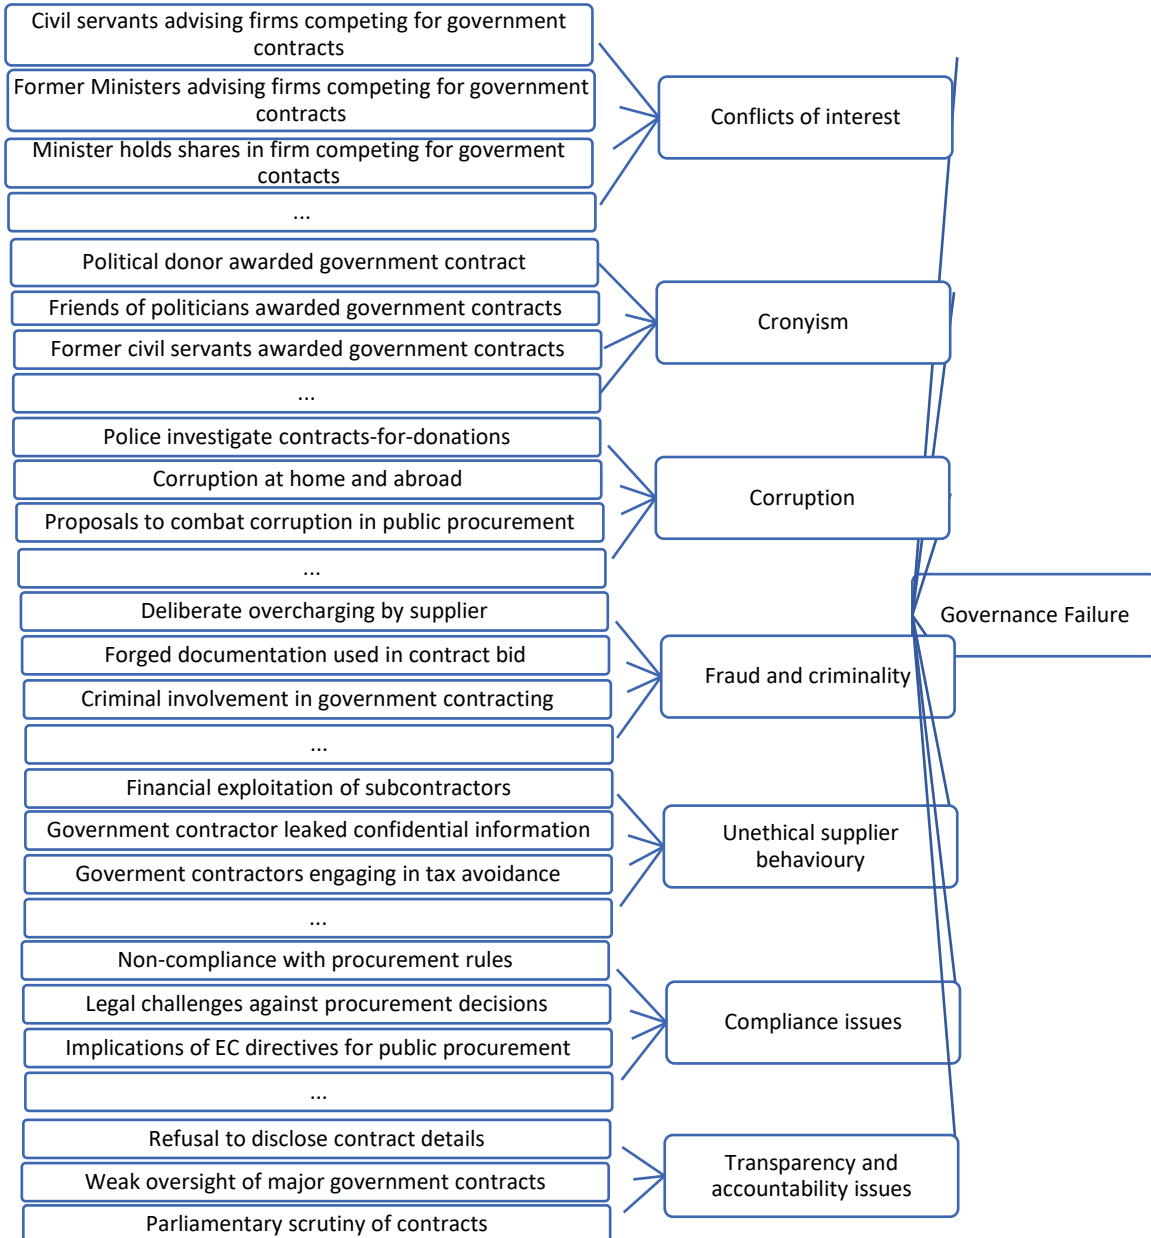 Civil servants advising firms competing for government
contracts
Former Ministers advising firms competing for government
contracts
Minister holds shares in firm competing for goverment
contacts
...
Conflicts of interest
Political donor awarded government contract
Friends of politicians awarded government contracts
Former civil servants awarded government contracts
...
Cronyism
Police investigate contracts-for-donations
Corruption at home and abroad
Proposals to combat corruption in public procurement
...
Corruption
Deliberate overcharging by supplier
Forged documentation used in contract bid
Criminal involvement in government contracting
...
Fraud and criminality
Financial exploitation of subcontractors
Government contractor leaked confidential information
Goverment contractors engaging in tax avoidance
...
Unethical supplier
behavioury
Non-compliance with procurement rules
Legal challenges against procurement decisions
Implications of EC directives for public procurement
...
Compliance issues
Refusal to disclose contract details
Weak oversight of major government contracts
Parliamentary scrutiny of contracts
Transparency and
accountability issues
Governance Failure